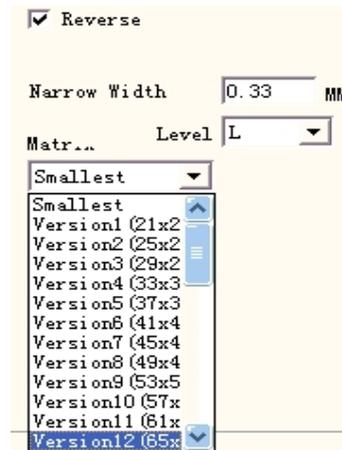 Reverse
Narrow Width 0.33 MM
Level L
Smallest
Smallest
Version1 (21x2
Version2 (25x2
Version3 (29x2
Version4 (33x3
Version5 (37x3
Version6 (41x4
Version7 (45x4
Version8 (49x4
Version9 (53x5
Version10 (57x
Version11 (61x
Version12 (65x